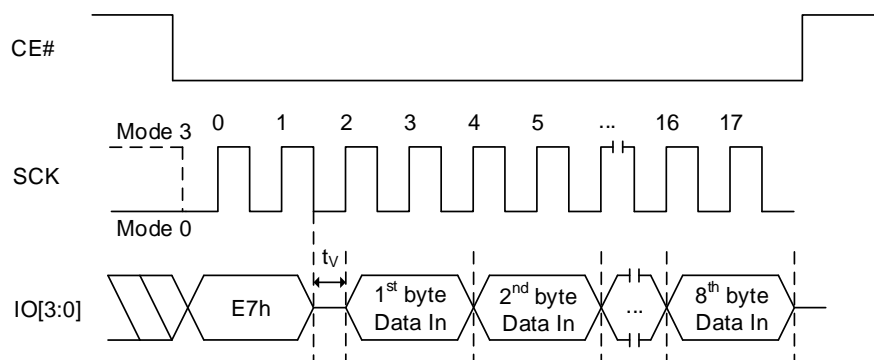 CE#
0 1 2 3 4 5 ... 16 17
Mode 3
SCK
Mode 0
tV
IO[3:0]
E7h
1st byte
Data In
2nd byte
Data In
...
8th byte
Data In